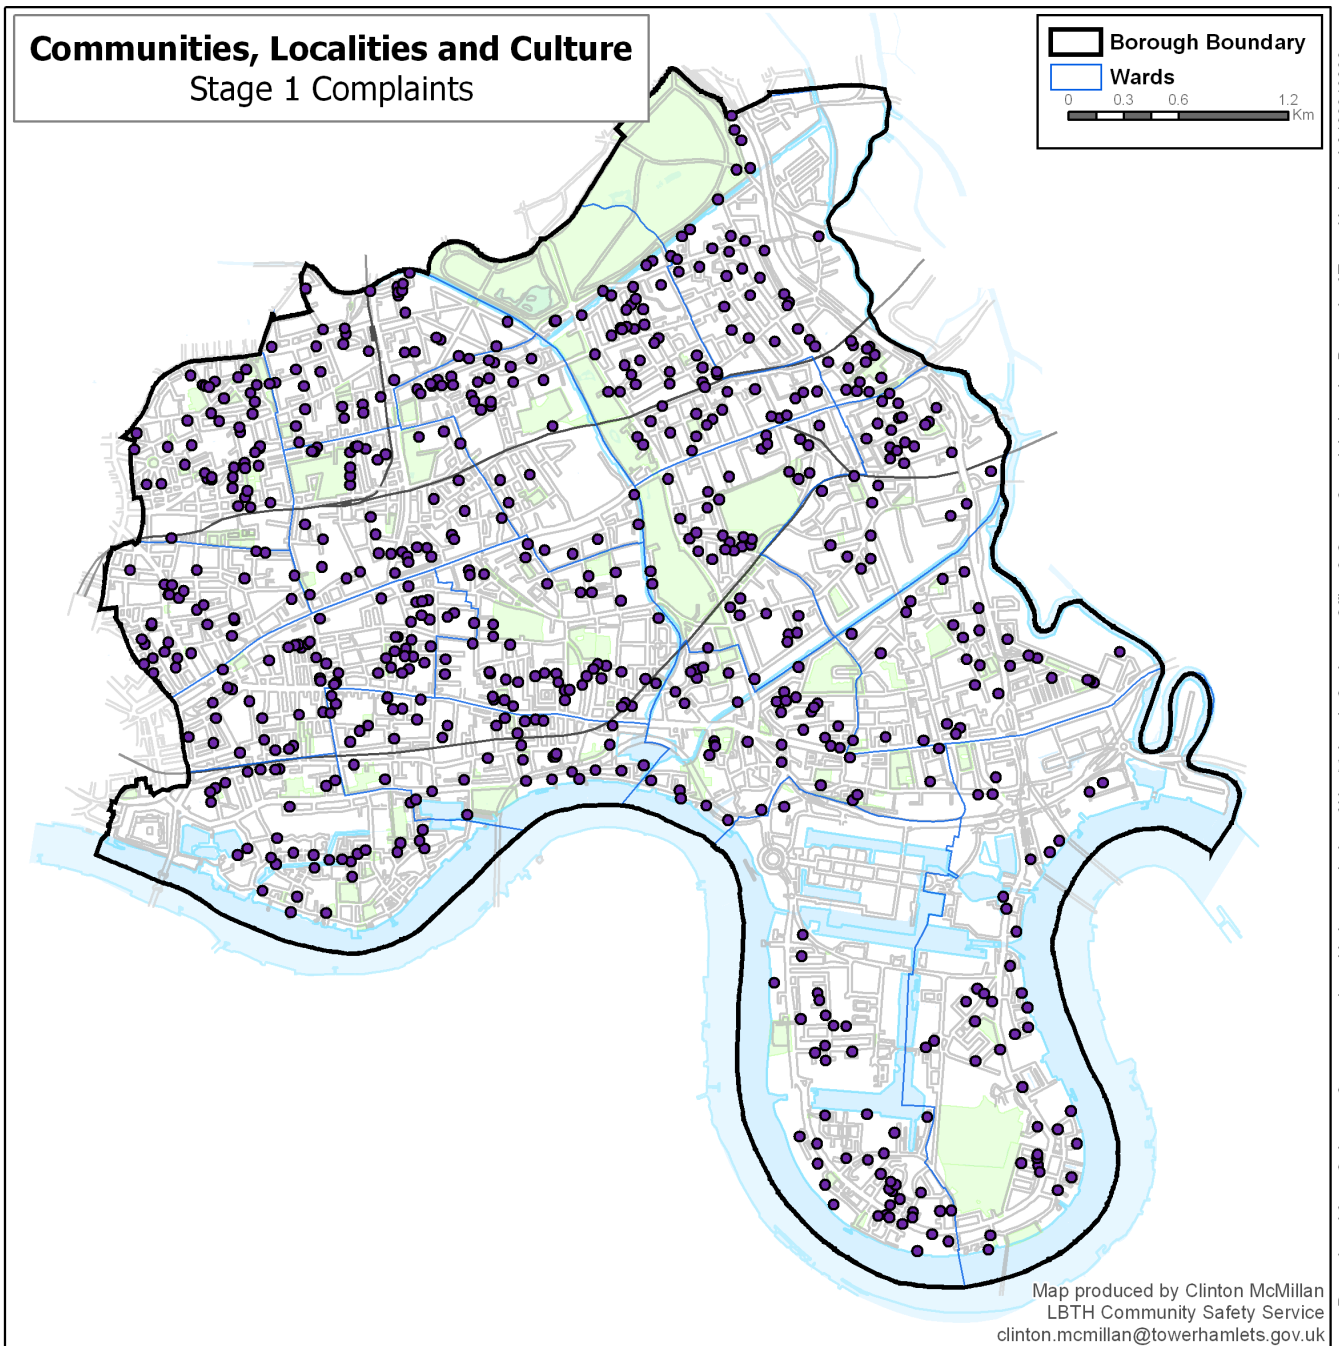 Communities, Localities and Culture
Stage 1 Complaints
Borough Boundary
Wards
0 0.3 0.6 1.2
Km
Map produced by Clinton McMillan
LBTH Community Safety Service
clinton.mcmillan@towerhamlets.gov.uk